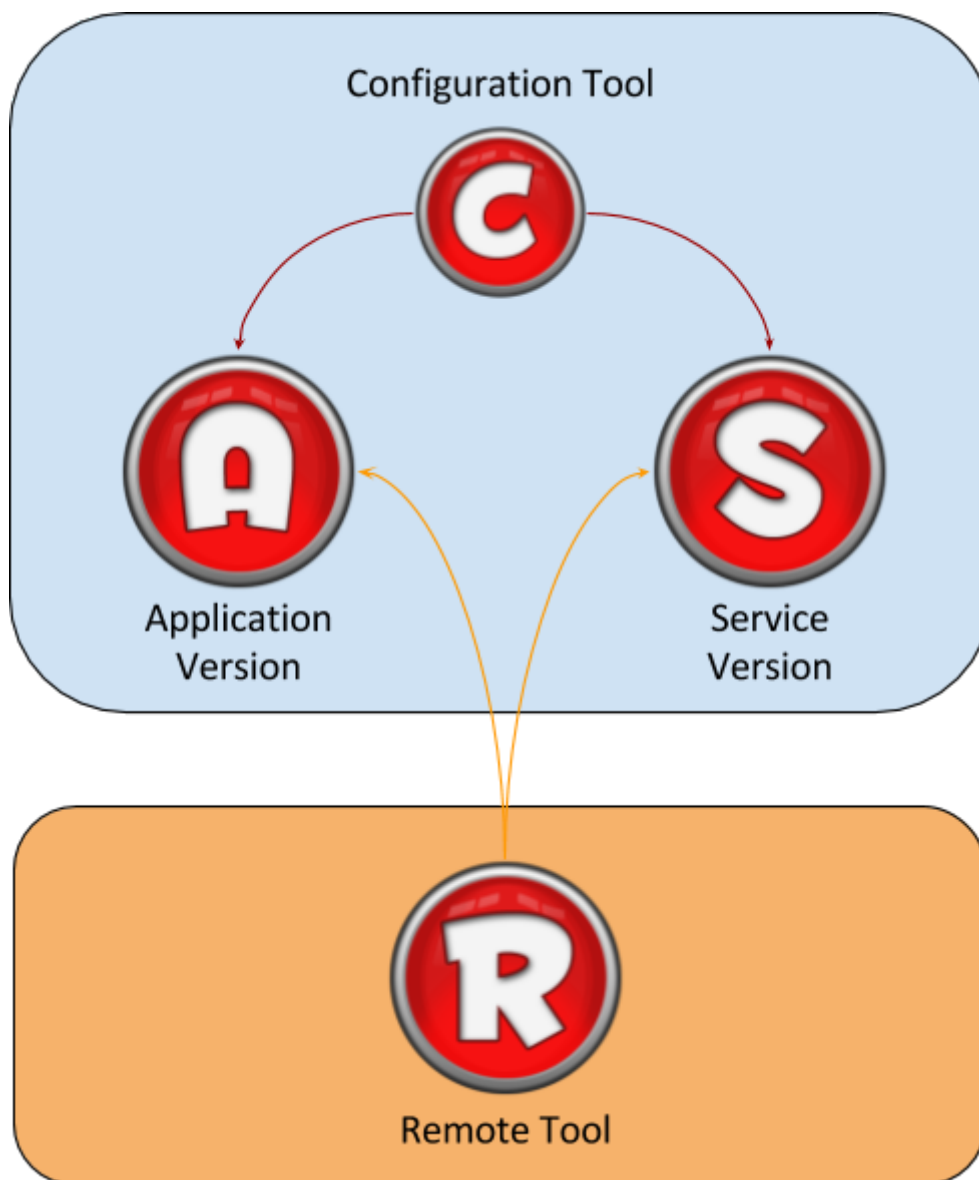 Configuration Tool
C
A
S
Application
Version
Service
Version
R
Remote Tool